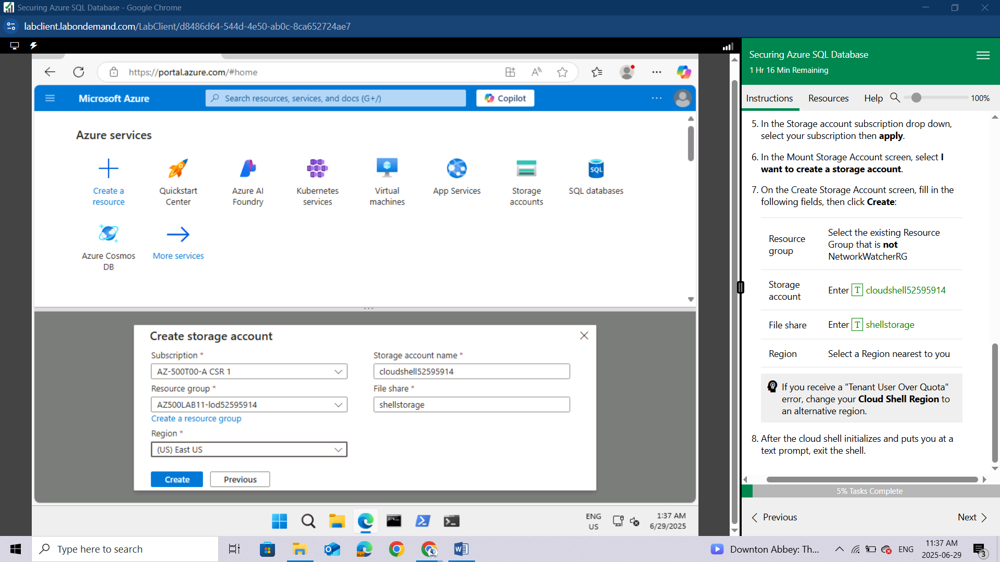 Securing Azure SQL Database - Google Chrome
labclient.labondemand.com/LabClient/d8486d64-544d-4e50-ab0c-8ca652724ae7
https://portal.azure.com/#home
Microsoft Azure
Search resources, services, and docs (G+/)
Copilot
Azure services
Create a resource
Quickstart Center
Azure AI Foundry
Kubernetes services
Virtual machines
App Services
Storage accounts
SQL
SQL databases
Azure Cosmos DB
More services
Create storage account
Subscription *
AZ-500T00-A CSR 1
Resource group *
AZ500LAB11-lod52595914
Create a resource group
Region *
(US) East US
Storage account name *
cloudshell52595914
File share *
shellstorage
Create
Previous
ENG
US
1:37 AM
6/29/2025
Securing Azure SQL Database
1 Hr 16 Min Remaining
Instructions
Resources
Help
100%
5. In the Storage account subscription drop down,
select your subscription then apply.
6. In the Mount Storage Account screen, select I
want to create a storage account.
7. On the Create Storage Account screen, fill in the
following fields, then click Create:
Resource group
Select the existing Resource
Group that is not
NetworkWatcherRG
Storage account
Enter T cloudshell52595914
File share
Enter T shellstorage
Region
Select a Region nearest to you
If you receive a "Tenant User Over Quota"
error, change your Cloud Shell Region to
an alternative region.
8. After the cloud shell initializes and puts you at a
text prompt, exit the shell.
5% Tasks Complete
Previous
Next
Type here to search
Downton Abbey: Th...
ENG
11:37 AM
2025-06-29
3